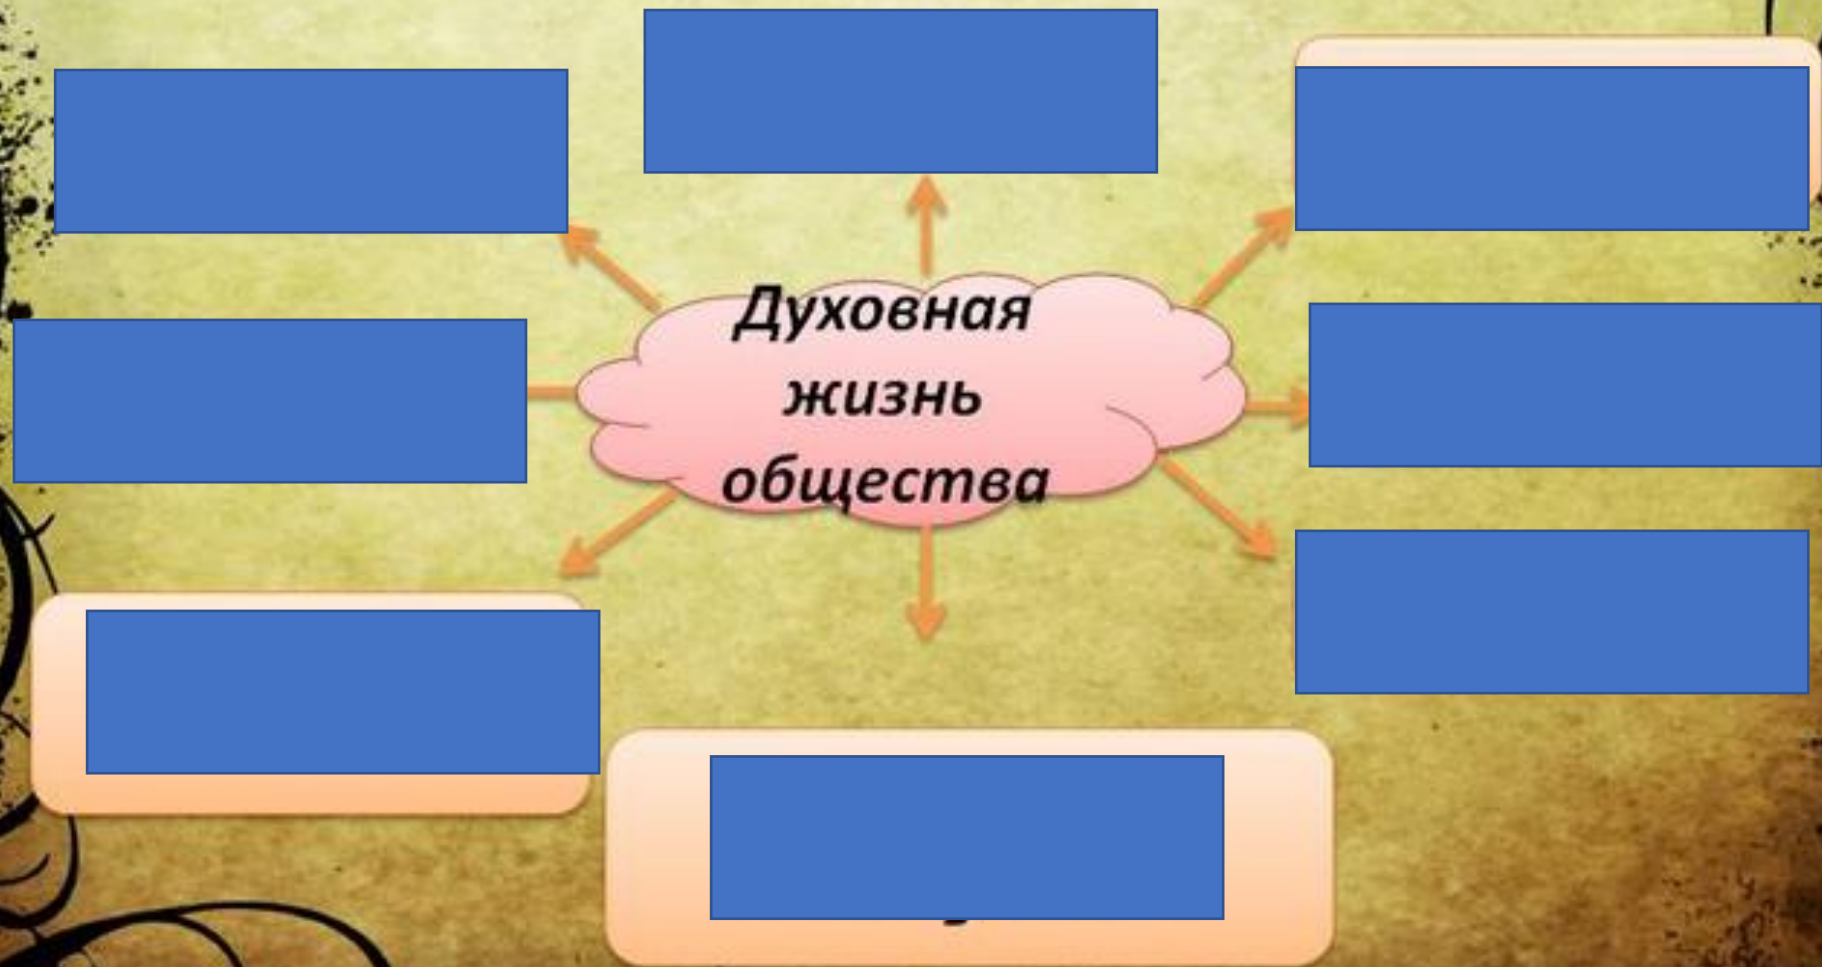 Духовная
жизнь
общества